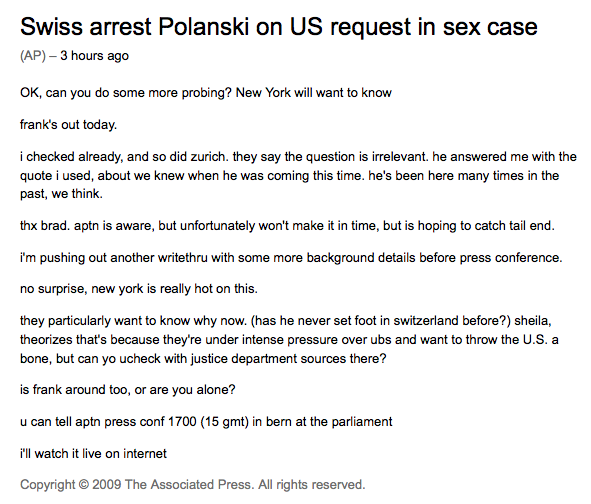 Swiss arrest Polanski on US request in sex case
(AP) – 3 hours ago
OK, can you do some more probing? New York will want to know
frank's out today.
i checked already, and so did zurich. they say the question is irrelevant. he answered me with the
quote i used, about we knew when he was coming this time. he's been here many times in the
past, we think.
thx brad. aptn is aware, but unfortunately won't make it in time, but is hoping to catch tail end.
i'm pushing out another writethru with some more background details before press conference.
no surprise, new york is really hot on this.
they particularly want to know why now. (has he never set foot in switzerland before?) sheila,
theorizes that's because they're under intense pressure over ubs and want to throw the U.S. a
bone, but can yo ucheck with justice department sources there?
is frank around too, or are you alone?
u can tell aptn press conf 1700 (15 gmt) in bern at the parliament
i'll watch it live on internet
Copyright © 2009 The Associated Press. All rights reserved.